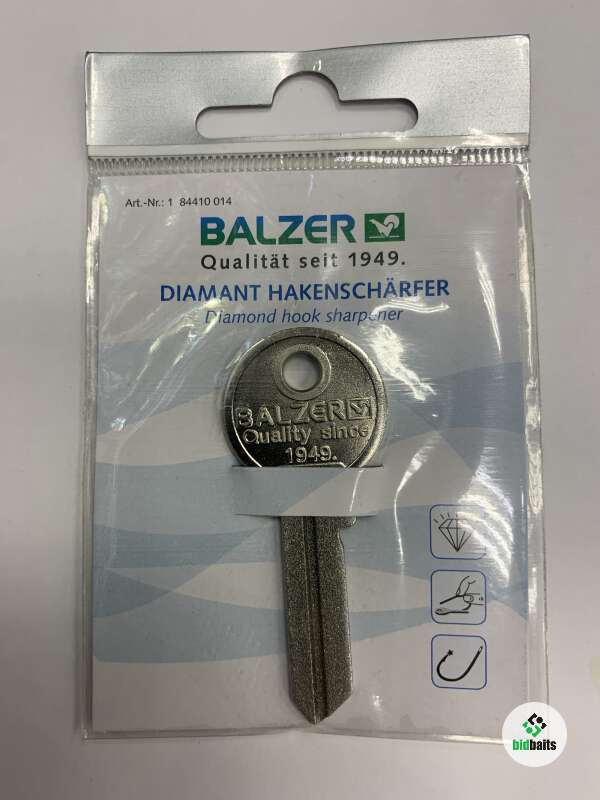 Art.-Nr.: 1 84410 014
BALZER
Qualität seit 1949.
DIAMANT HAKENSCHÄRFER
Diamond hook sharpener
BALZER
Quality since
1949.
bidbaits